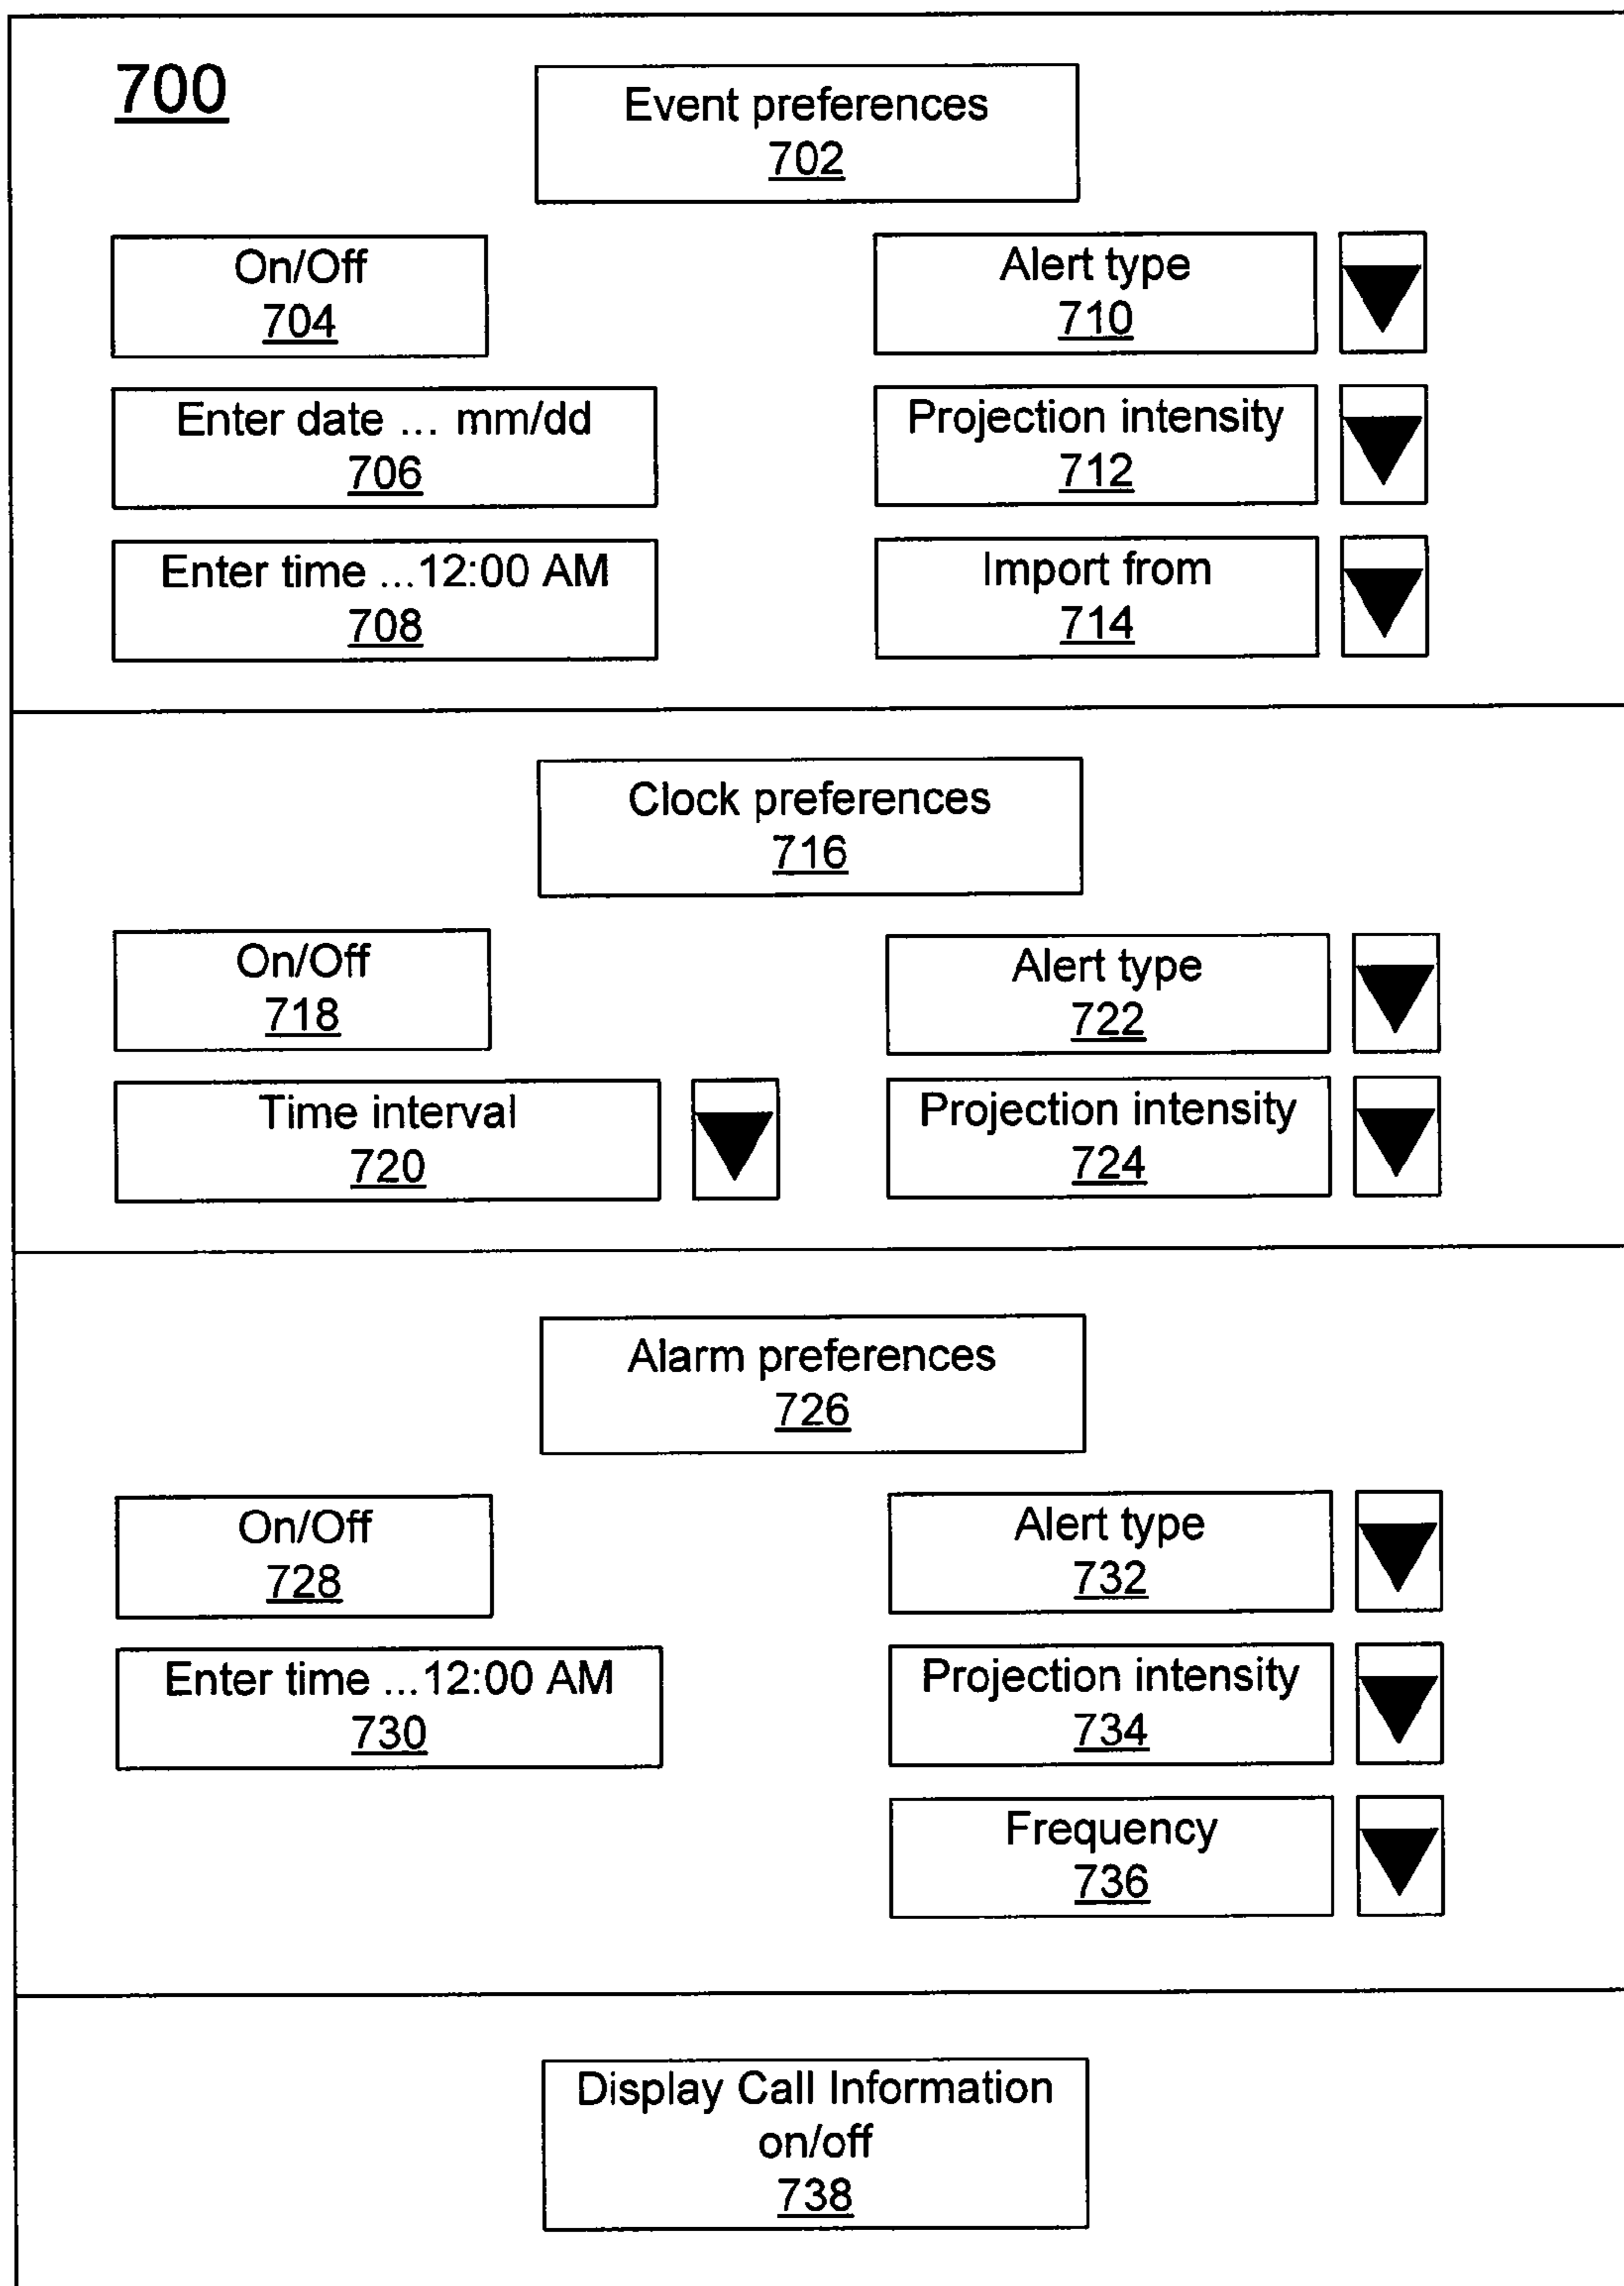 700
Event preferences
702
On/Off
704
Alert type
710
Enter date ... mm/dd
706
Projection intensity
712
Enter time ...12:00 AM
708
Import from
714
Clock preferences
716
On/Off
718
Alert type
722
Time interval
720
Projection intensity
724
Alarm preferences
726
On/Off
728
Alert type
732
Enter time ...12:00 AM
730
Projection intensity
734
Frequency
736
Display Call Information
on/off
738